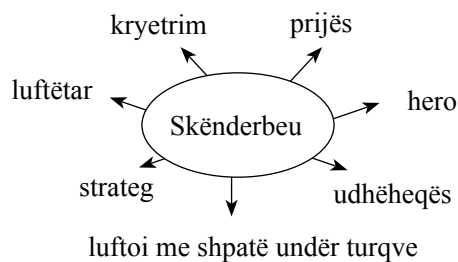 kryetrim
prijës
luftëtar
hero
Skënderbeu
strateg
udhëheqës
luftoi me shpatë undër turqve